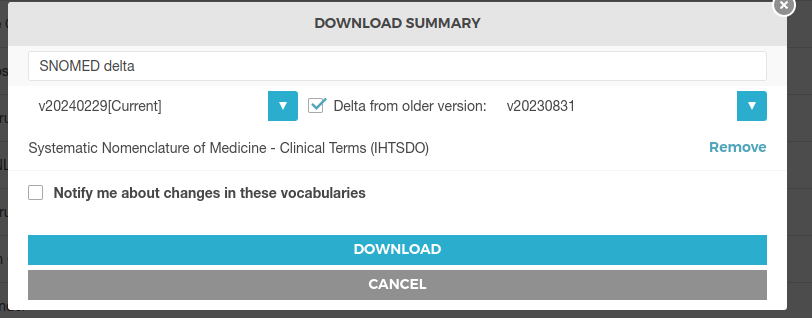 DOWNLOAD SUMMARY
SNOMED delta
v20240229[Current] Delta from older version: v20230831
Systematic Nomenclature of Medicine - Clinical Terms (IHTSDO) Remove
Notify me about changes in these vocabularies
DOWNLOAD
CANCEL